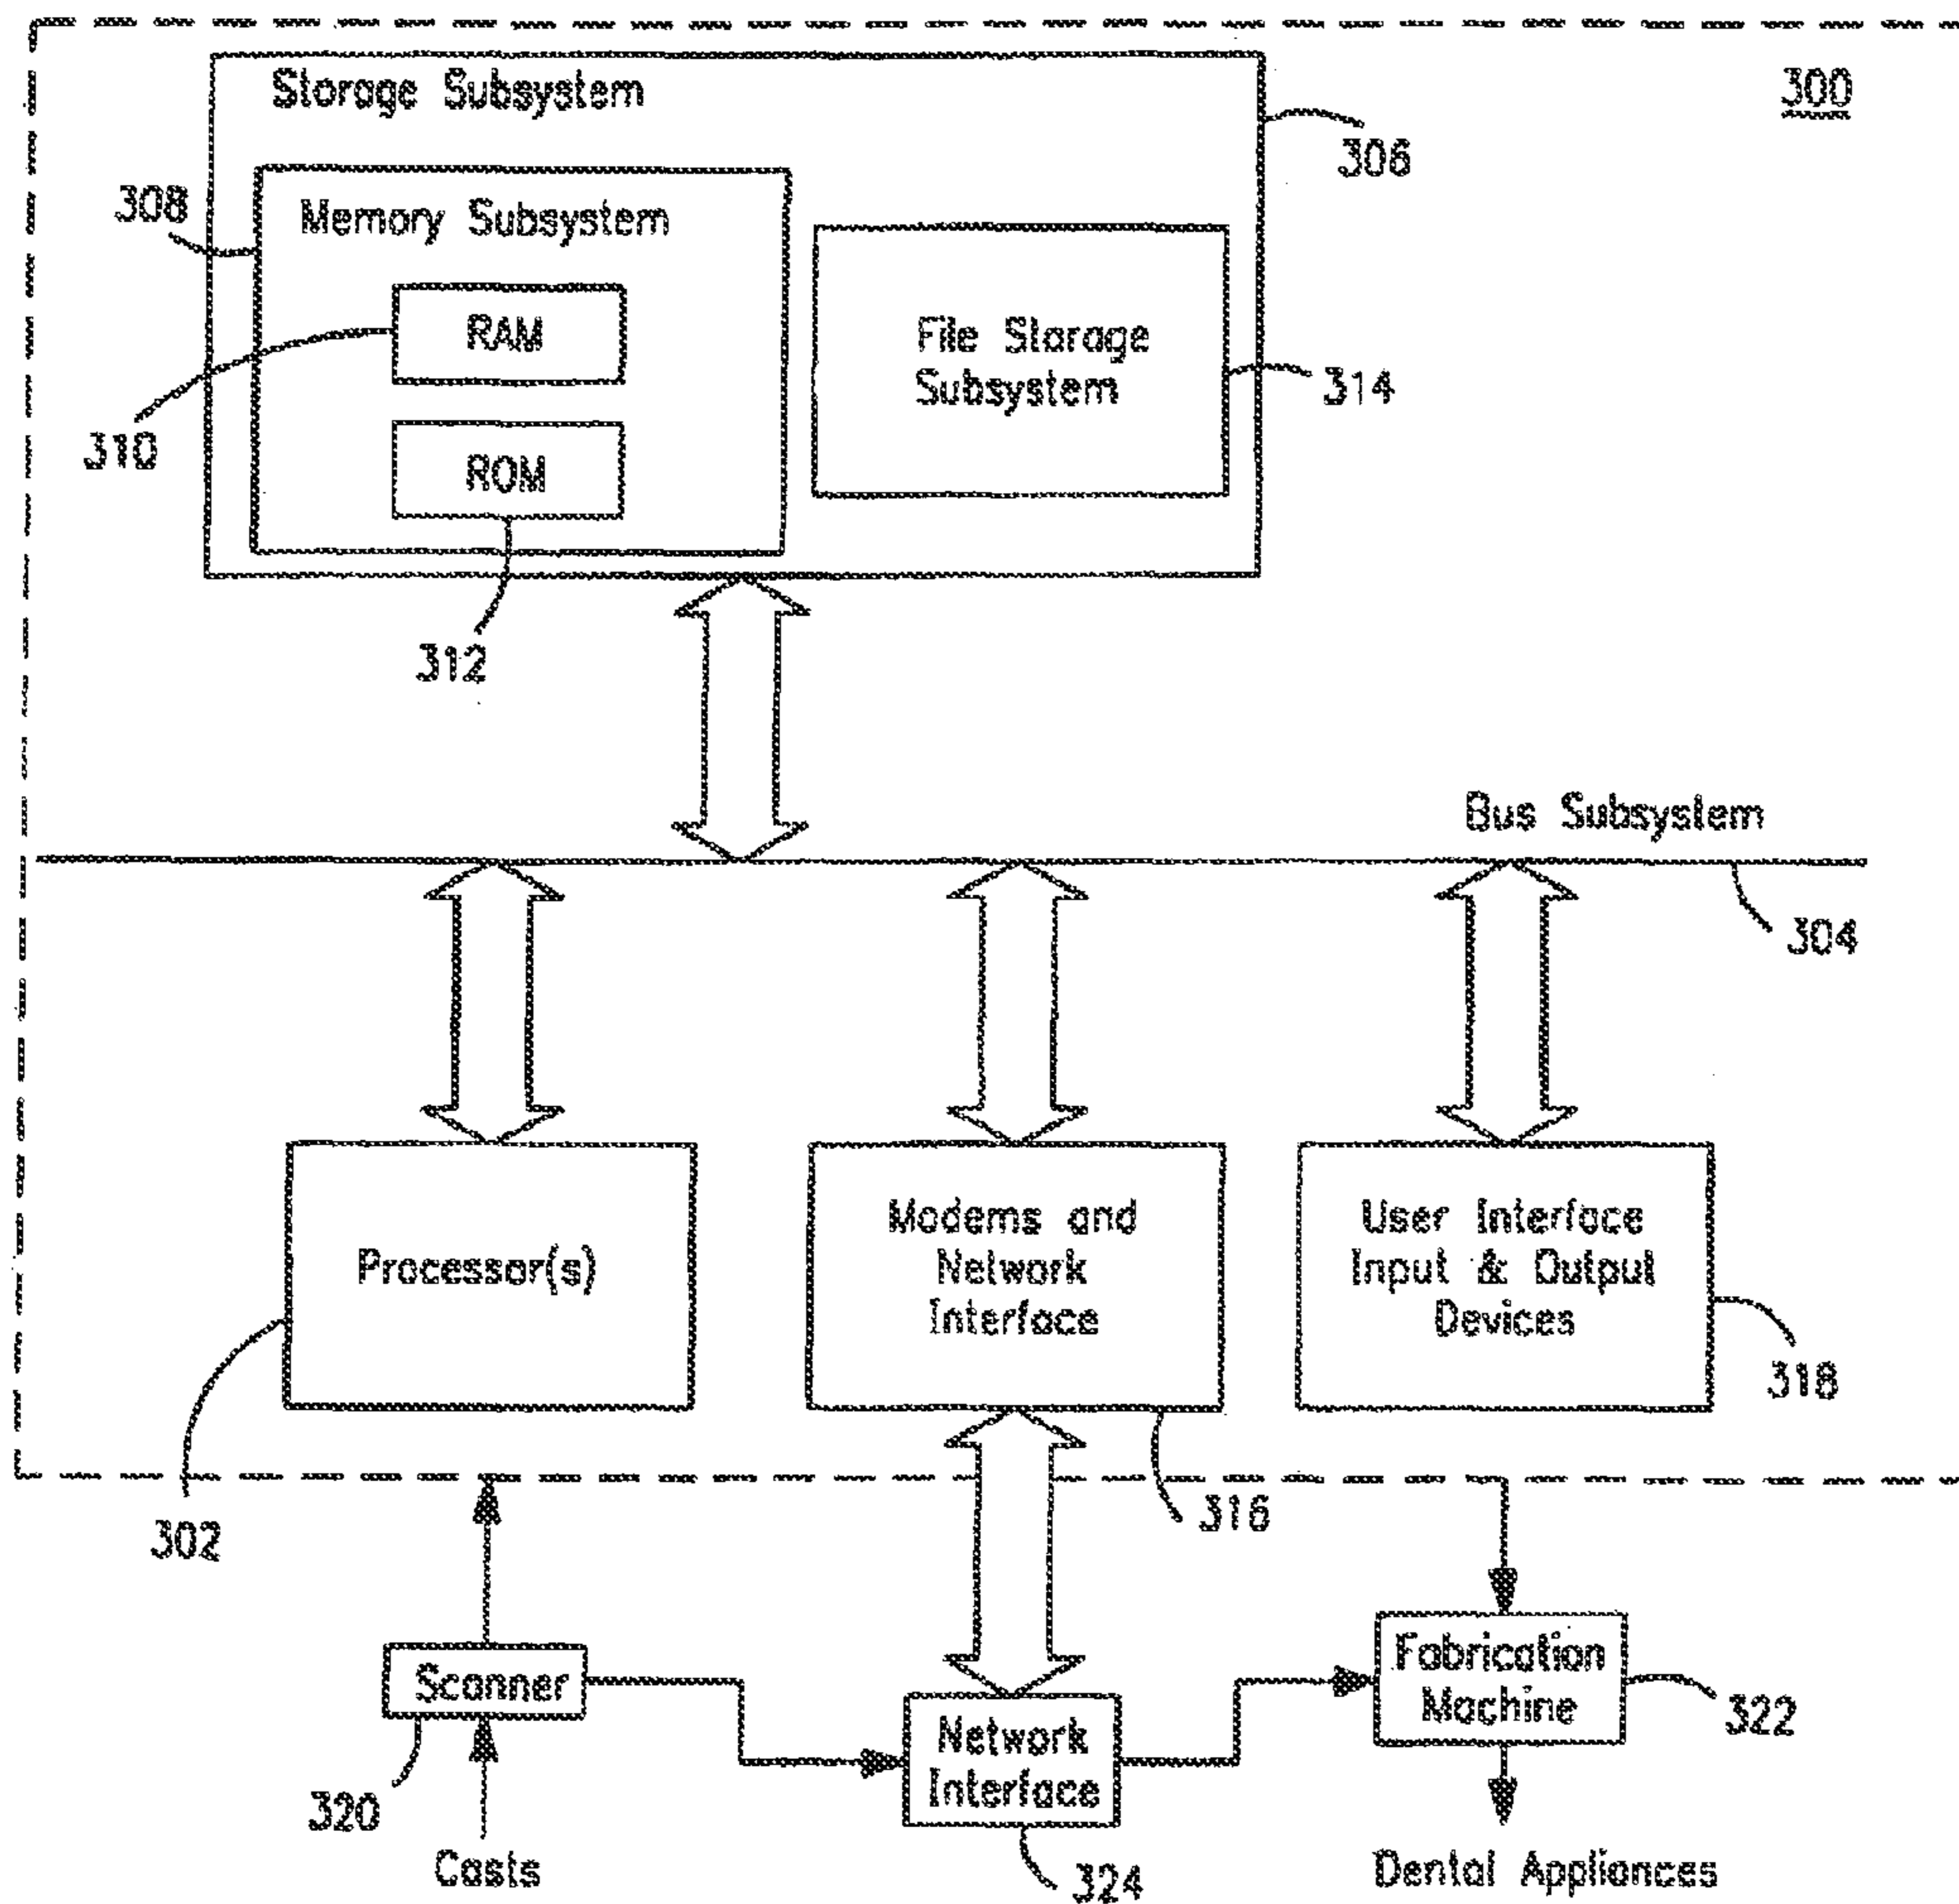 300
Storage Subsystem
306
308
Memory Subsystem
RAM
310
ROM
312
File Storage
Subsystem
314
Bus Subsystem
304
Processor(s)
302
Modems and
Network
Interface
316
User Interface
Input & Output
Devices
318
Scanner
320
Casts
Network
Interface
324
Fabrication
Machine
322
Dental Appliances